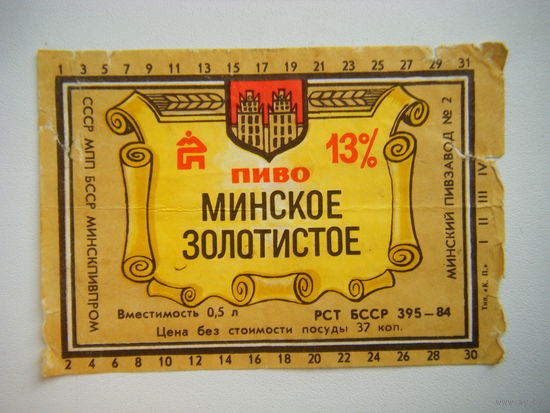 1 3 5 7 9 11 13 15 17 19 21 23 25 27 29 31
СССР МПП БССР МИНСКПИВПРОМ
13%
ПИВО
МИНСКОЕ
ЗОЛОТИСТОЕ
Вместимость 0,5 л
РСТ БССР 395—84
Цена без стоимости посуды 37 коп.
МИНСКИЙ ПИВЗАВОД № 2
I II III IV
Тип. «К. П.»
2 4 6 8 10 12 14 16 18 20 22 24 26 28 30